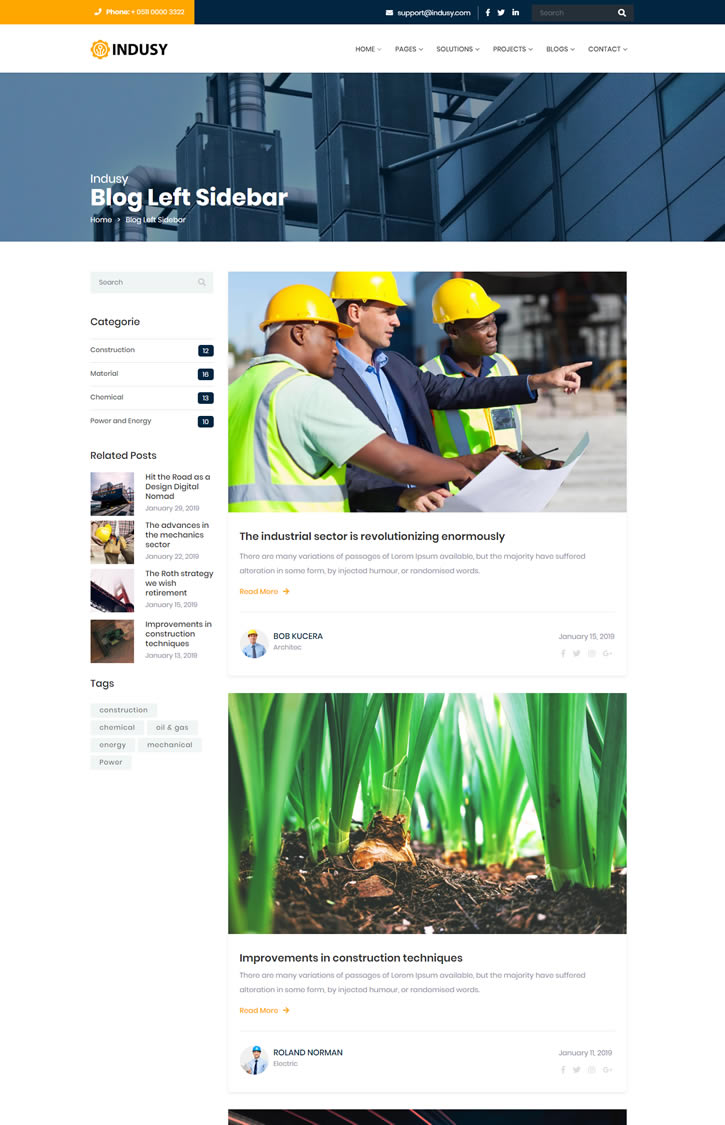 Phone: + 0511 0000 3322
support@indusy.com
Search
INDUSY
HOME
PAGES
SOLUTIONS
PROJECTS
BLOGS
CONTACT
Indusy
Blog Left Sidebar
Home > Blog Left Sidebar
Search
Categorie
Construction 12
Material 16
Chemical 13
Power and Energy 10
Related Posts
Hit the Road as a
Design Digital
Nomad
January 29, 2019
The advances in
the mechanics
sector
January 22, 2019
The Roth strategy
we wish
retirement
January 15, 2019
Improvements in
construction
techniques
January 13, 2019
Tags
construction
chemical
oil & gas
energy
mechanical
Power
The industrial sector is revolutionizing enormously
There are many variations of passages of Lorem Ipsum available, but the majority have suffered
alteration in some form, by injected humour, or randomised words.
Read More
BOB KUCERA
Architec
January 15, 2019
Improvements in construction techniques
There are many variations of passages of Lorem Ipsum available, but the majority have suffered
alteration in some form, by injected humour, or randomised words.
Read More
ROLAND NORMAN
Electric
January 11, 2019